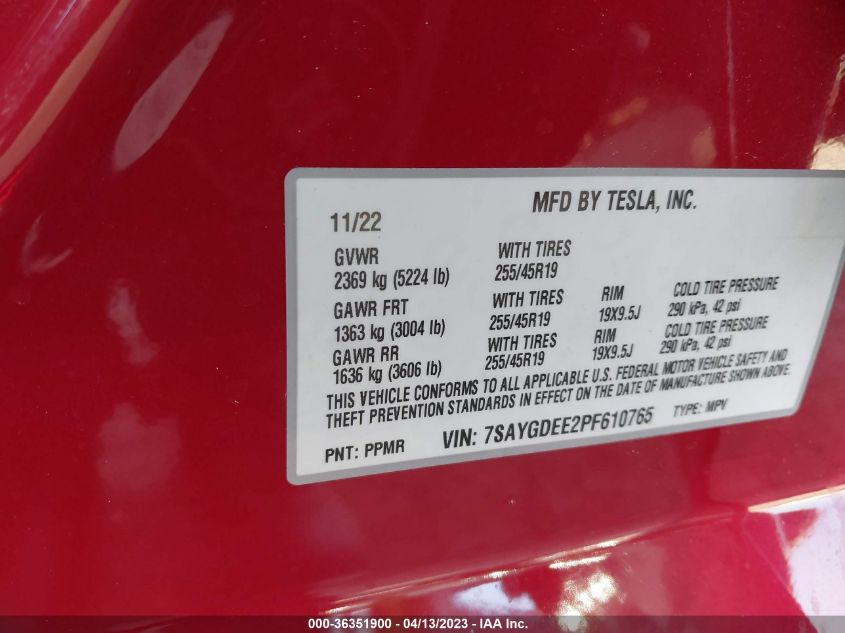 MFD BY TESLA, INC.
11/22
GVWR WITH TIRES
2369 kg (5224 lb) 255/45R19
GAWR FRT WITH TIRES RIM COLD TIRE PRESSURE
1363 kg (3004 lb) 255/45R19 19X9.5J 290 kPa, 42 psi
GAWR RR WITH TIRES RIM COLD TIRE PRESSURE
1636 kg (3606 lb) 255/45R19 19X9.5J 290 kPa, 42 psi
THIS VEHICLE CONFORMS TO ALL APPLICABLE U.S. FEDERAL MOTOR VEHICLE SAFETY AND
THEFT PREVENTION STANDARDS IN EFFECT ON THE DATE OF MANUFACTURE SHOWN ABOVE.
PNT: PPMR VIN: 7SAYGDEE2PF610765 TYPE: MPV
000-36351900 - 04/13/2023 - IAA Inc.